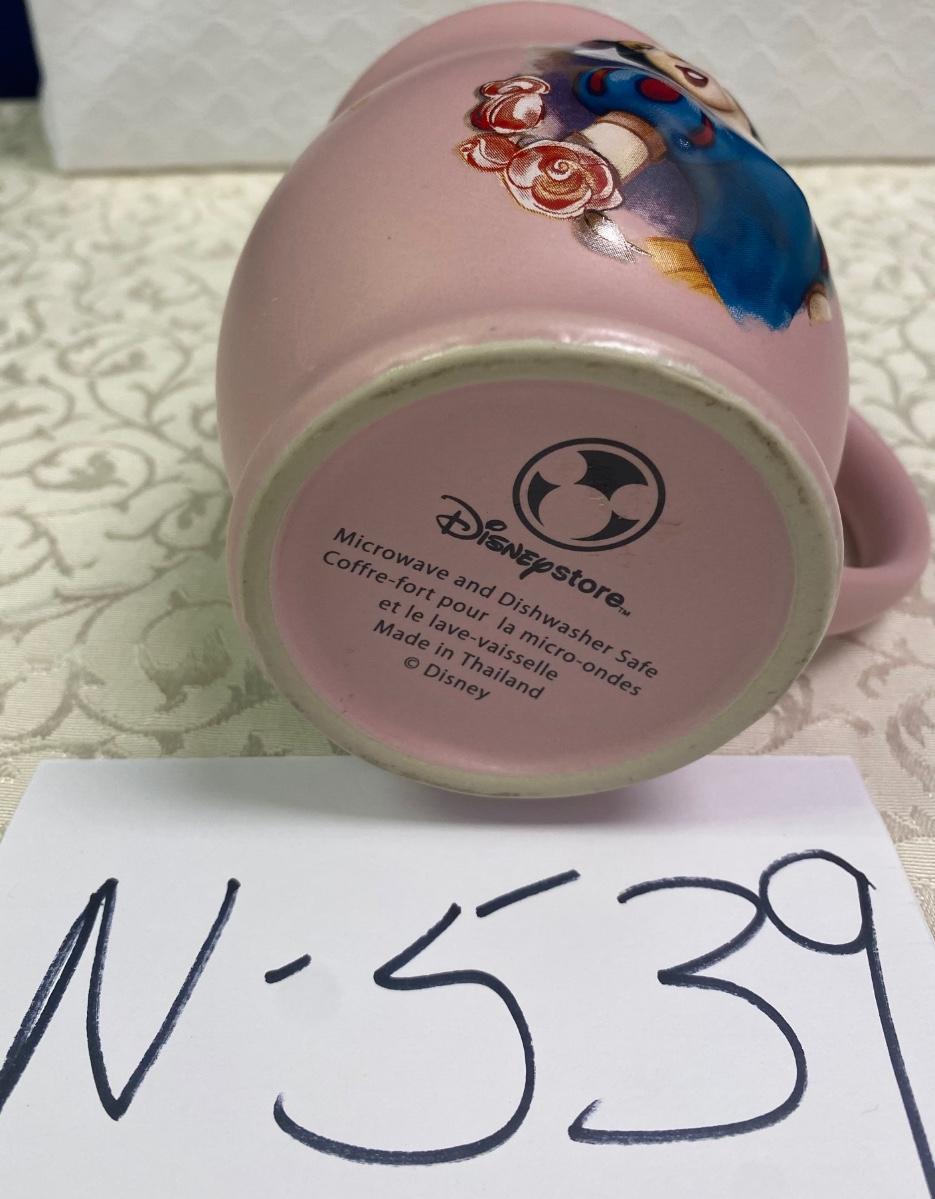 Disneystore™
Microwave and Dishwasher Safe
Coffre-fort pour la micro-ondes
et le lave-vaisselle
Made in Thailand
© Disney
N.539